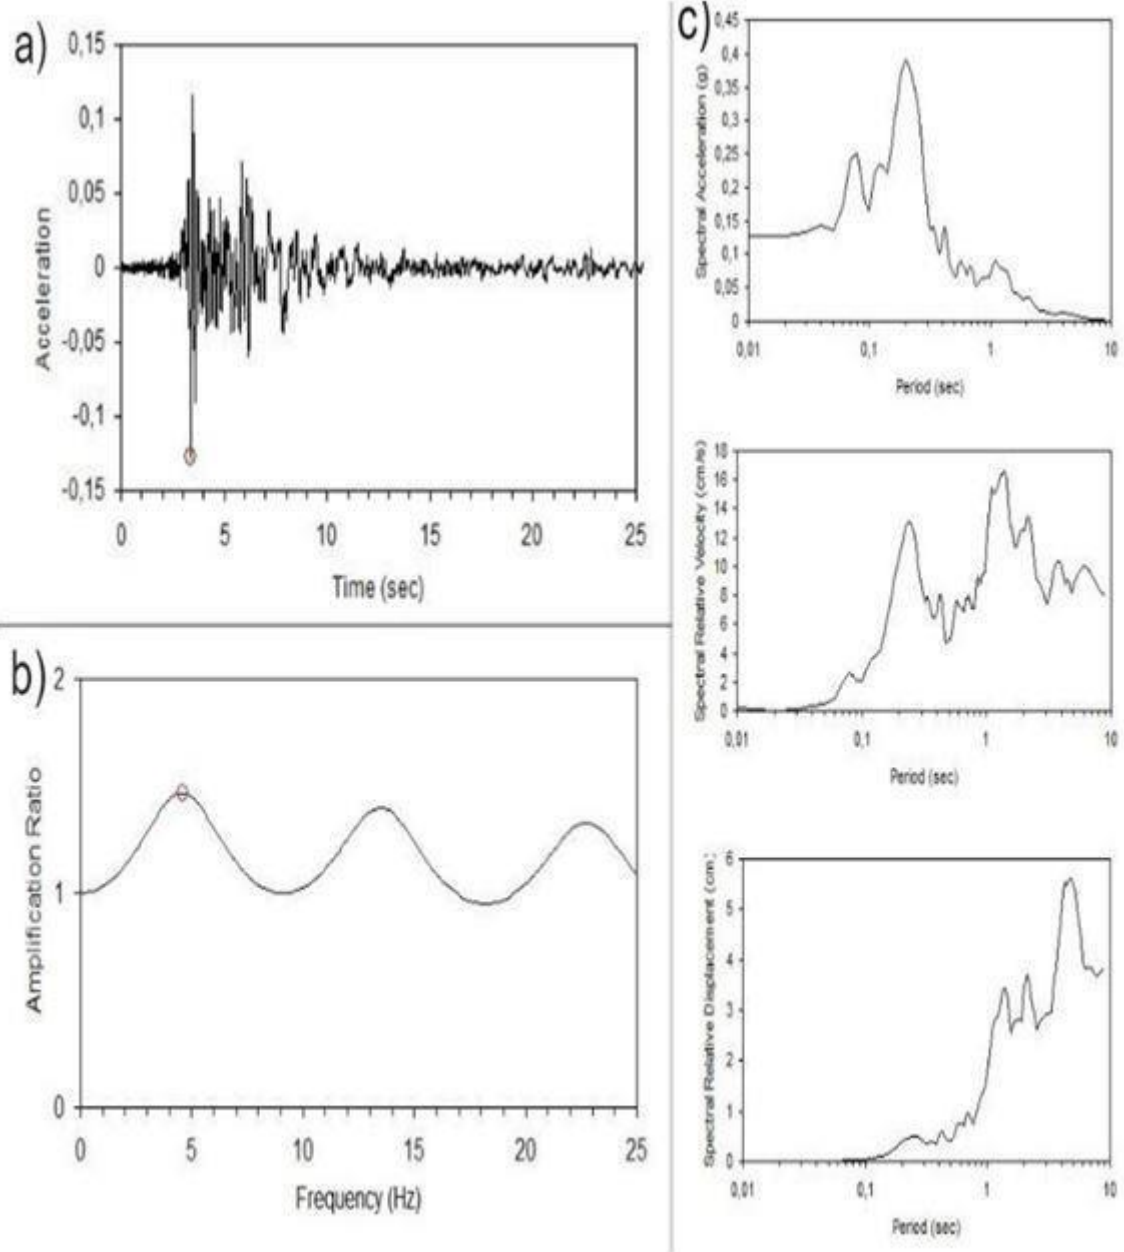 a)
0,15
0,1
0,05
0
-0,05
-0,1
-0,15
Acceleration
0 5 10 15 20 25
Time (sec)
b)
2
1
0
Amplification Ratio
0 5 10 15 20 25
Frequency (Hz)
c)
0,45
0,4
0,35
0,3
0,25
0,2
0,15
0,1
0,05
0
Spectral Acceleration (g)
0,01 0,1 1 10
Period (sec)
18
16
14
12
10
8
6
4
2
0
Spectral Relative Velocity (cm/s)
0,01 0,1 1 10
Period (sec)
6
5
4
3
2
1
0
Spectral Relative Displacement (cm)
0,01 0,1 1 10
Period (sec)